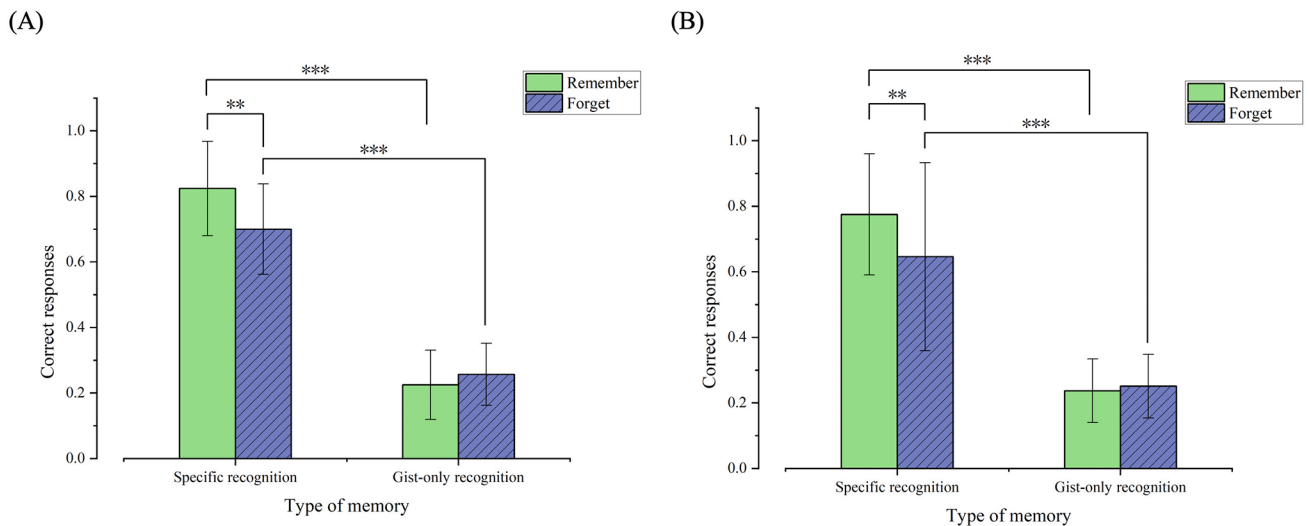 (A)
***
Remember
Forget
**
***
1.0
0.8
0.6
0.4
0.2
0.0
Correct responses
Specific recognition
Gist-only recognition
Type of memory
(B)
***
Remember
Forget
**
***
1.0
0.8
0.6
0.4
0.2
0.0
Correct responses
Specific recognition
Gist-only recognition
Type of memory